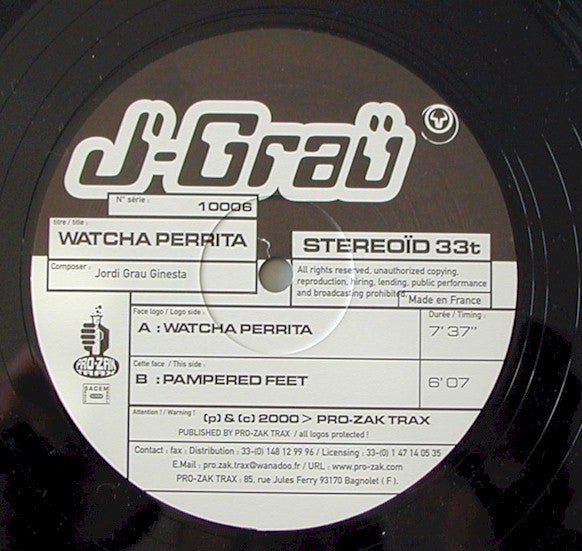 J-Graü
N° série :
10006
titre / title :
WATCHA PERRITA
STEREOÏD 33t
Composer :
Jordi Grau Ginesta
All rights reserved, unauthorized copying,
reproduction, hiring, lending, public performance
and broadcasting prohibited.
Made en France
Face logo / Logo side :
Durée / Timing :
A : WATCHA PERRITA
7'37"
Cette face / This side :
B : PAMPERED FEET
6'07
PRO-ZAK
TRAX
SACEM
Attention ! / Warning !
(p) & (c) 2000 > PRO-ZAK TRAX
PUBLISHED BY PRO-ZAK TRAX / all logos protected !
Contact : fax : Distribution : 33-(0) 148 12 99 96 / Licensing : 33-(0) 1 47 14 05 35
E.Mail : pro.zak.trax@wanadoo.fr / URL : www.pro-zak.com
PRO-ZAK TRAX : 85, rue Jules Ferry 93170 Bagnolet ( F ).